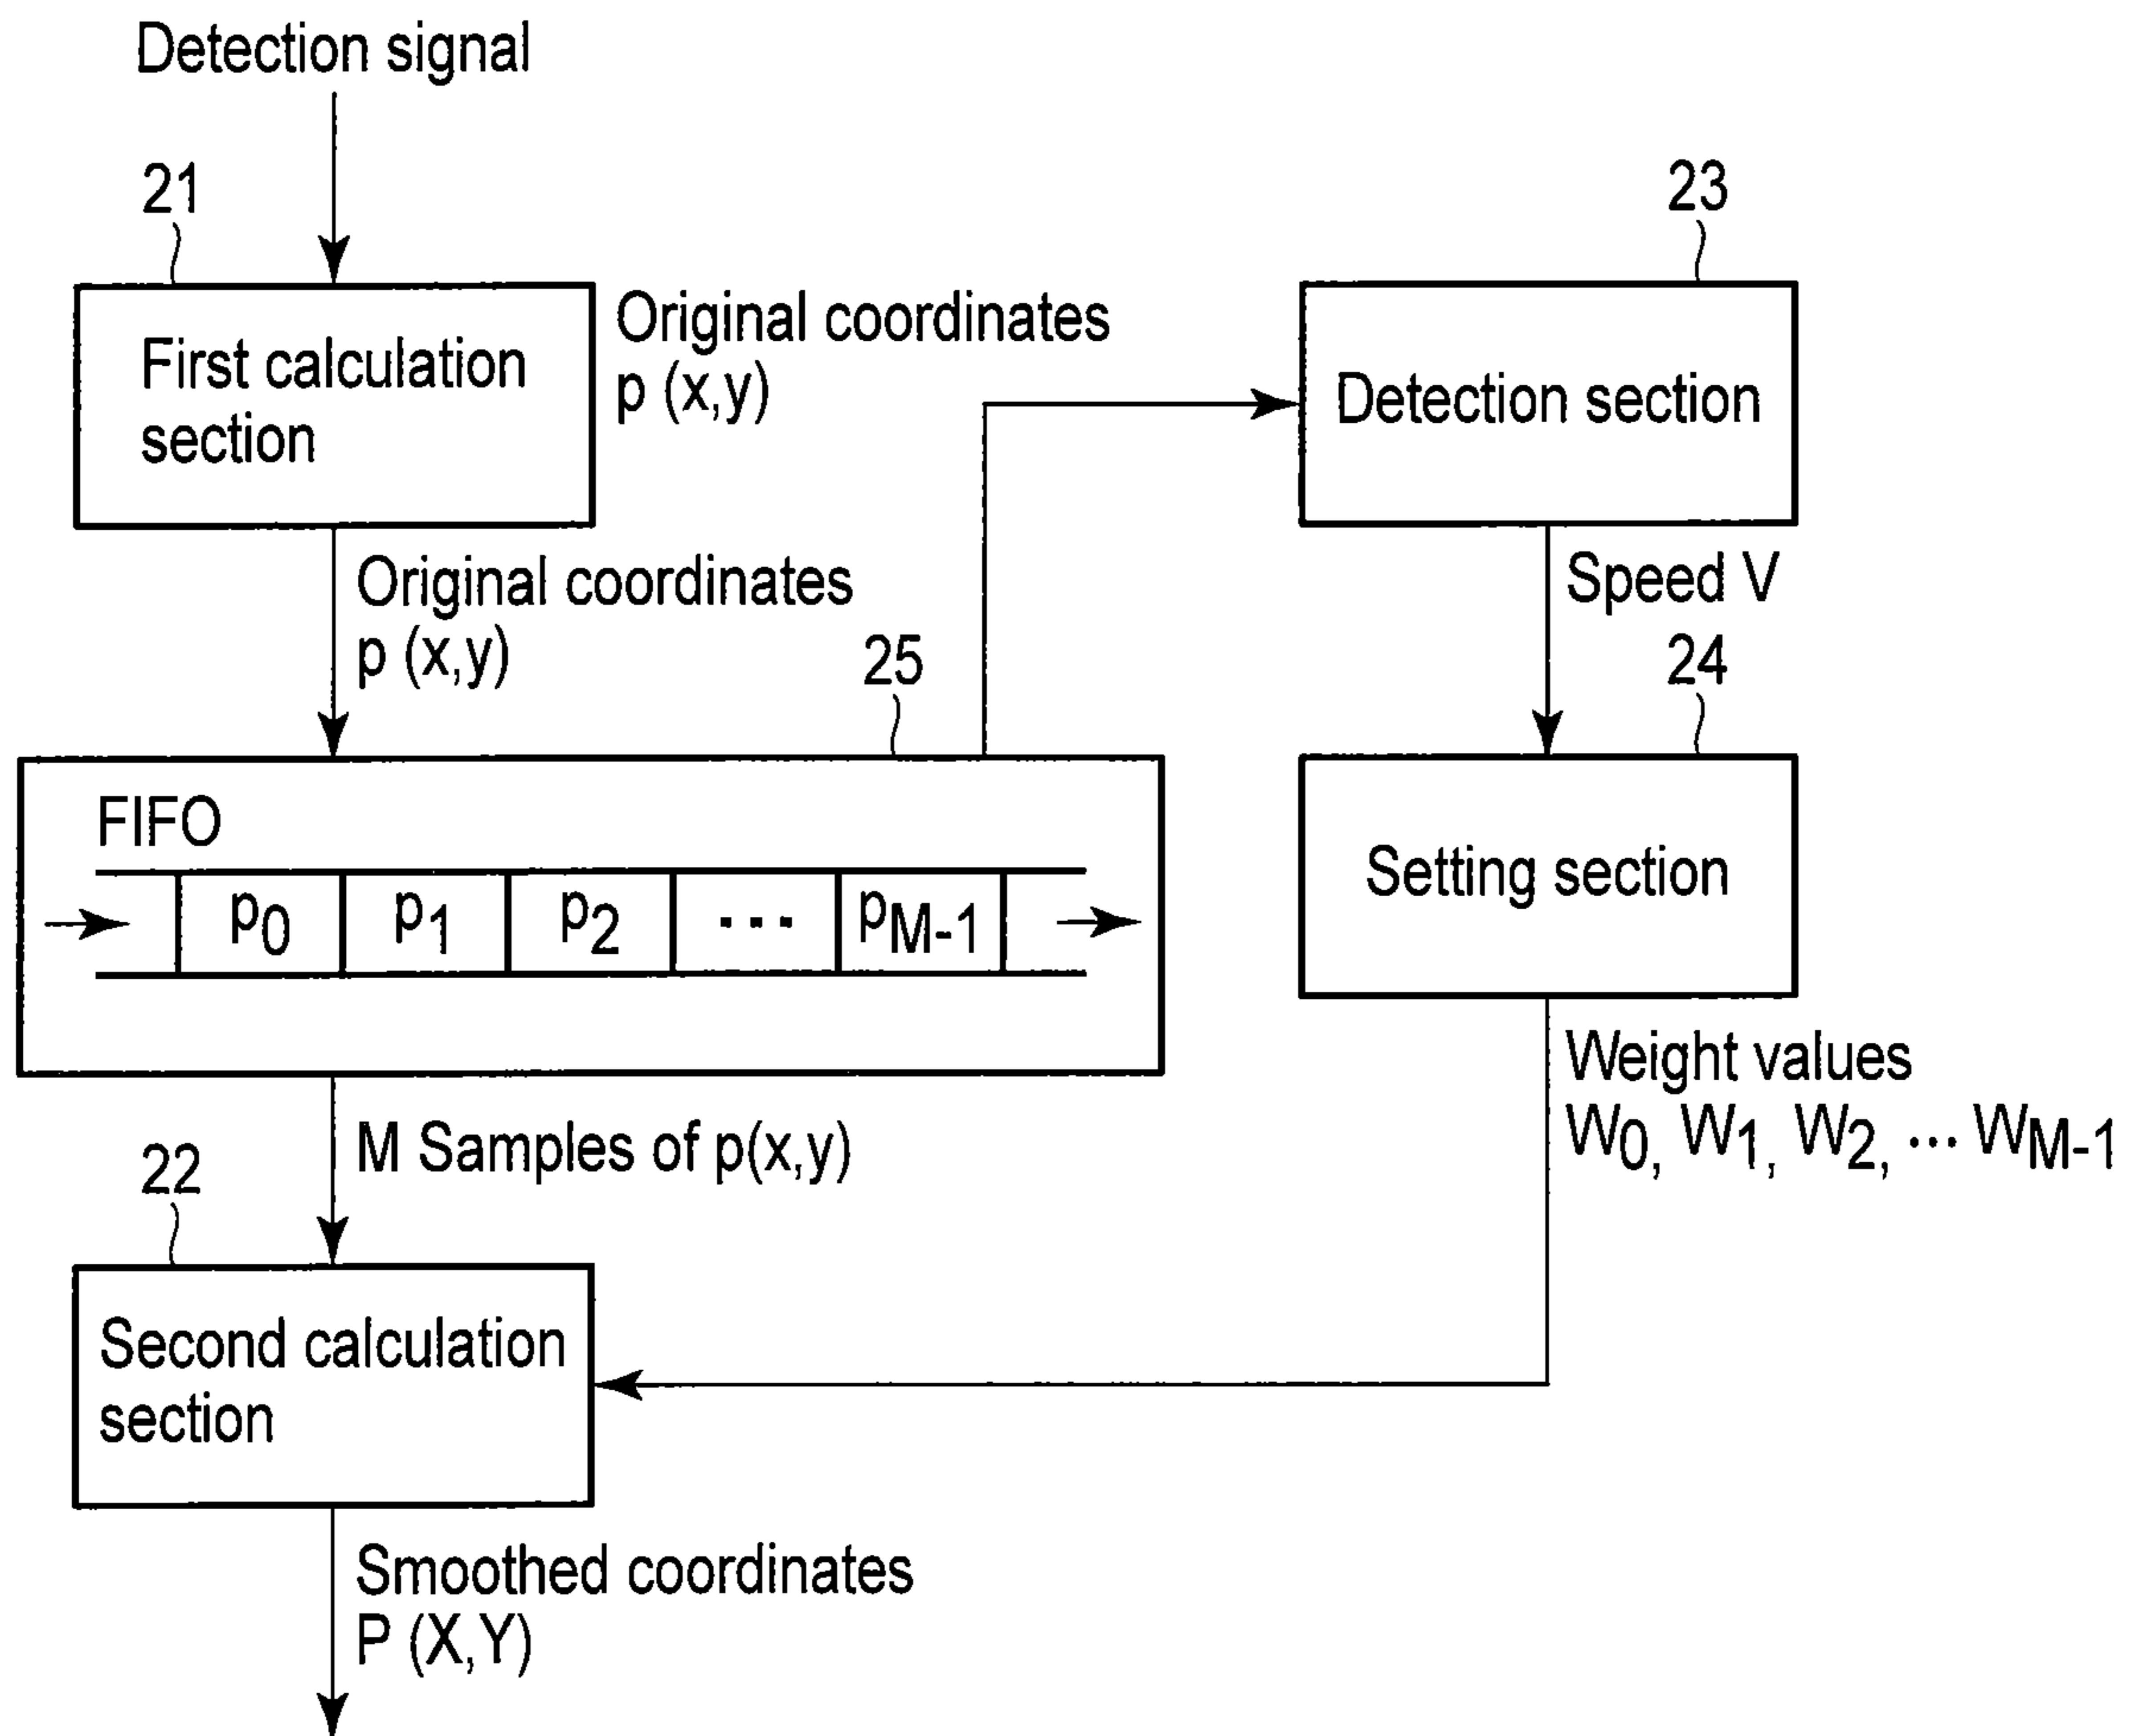 Detection signal
21
23
First calculation
section
Original coordinates
p (x,y)
Detection section
Original coordinates
p (x,y)
Speed V
25
24
FIFO
p0 p1 p2 ... pM-1
Setting section
Weight values
W0, W1, W2, ... WM-1
M Samples of p(x,y)
22
Second calculation
section
Smoothed coordinates
P (X,Y)